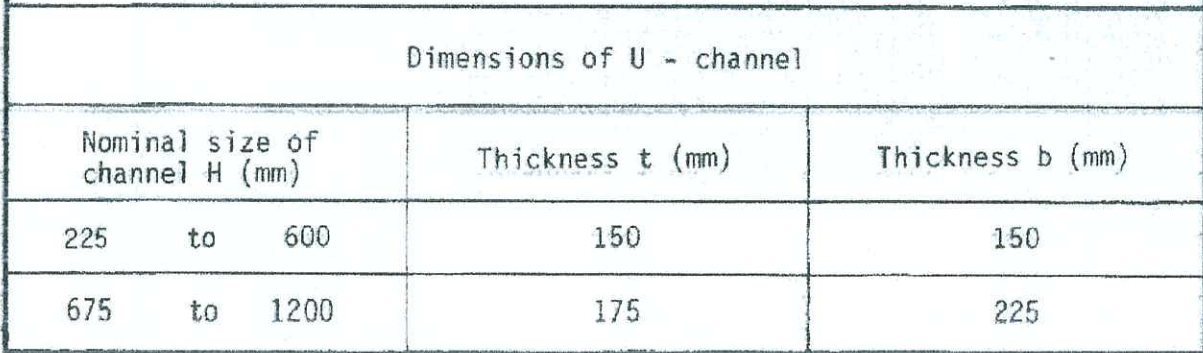 Dimensions of U - channel
Nominal size of
channel H (mm)
Thickness t (mm)
Thickness b (mm)
225 to 600
150
150
675 to 1200
175
225